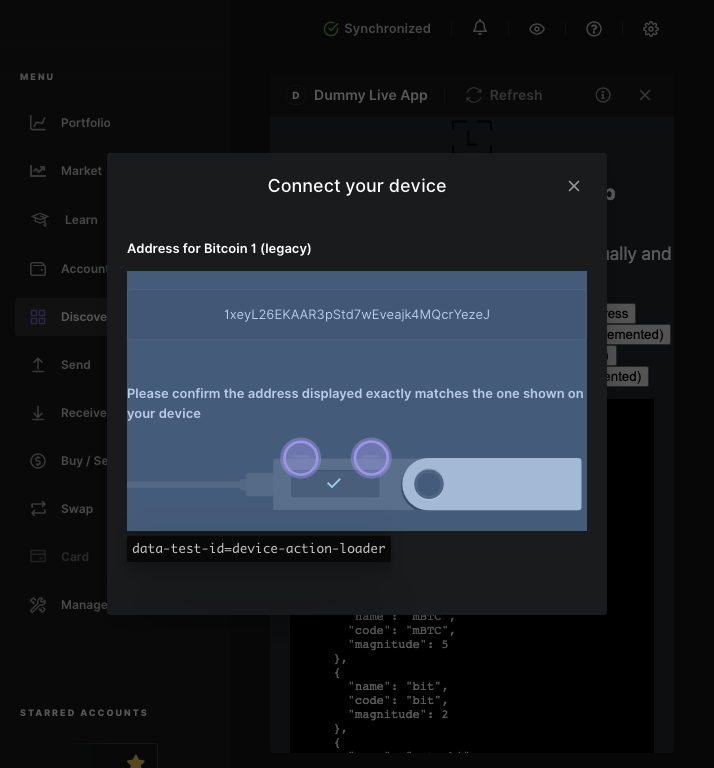 Synchronized
MENU
D Dummy Live App Refresh
Portfolio
L
Market
Connect your device
Learn
Address for Bitcoin 1 (legacy)
ually and
Account
1xeyL26EKAAR3pStd7wEveajk4MQcrYezeJ
ress
Discove
emented)
Send
ented)
Please confirm the address displayed exactly matches the one shown on
your device
Receive
Buy / Se
Swap
data-test-id=device-action-loader
Card
Manage
"name": "mBTC",
"code": "mBTC",
"magnitude": 5
},
{
"name": "bit",
"code": "bit",
"magnitude": 2
},
{
STARRED ACCOUNTS